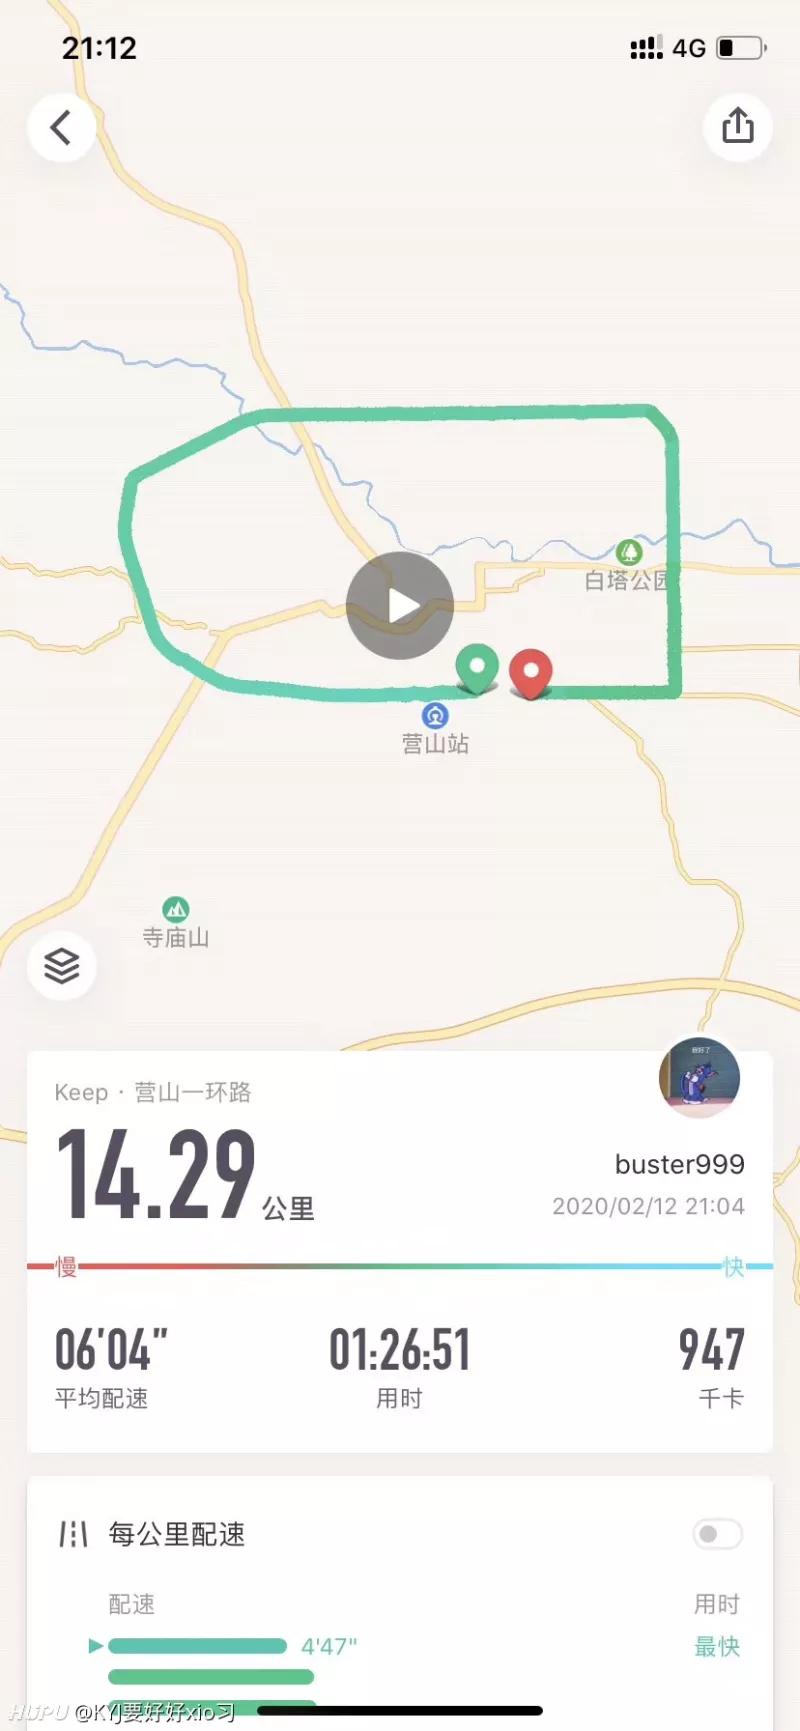 21:12
4G
白塔公园
营山站
寺庙山
Keep · 营山一环路
14.29 公里
buster999
2020/02/12 21:04
慢
快
06'04" 01:26:51 947
平均配速 用时 千卡
每公里配速
配速 用时
4'47" 最快
HUPU @KYJ要好好xio习